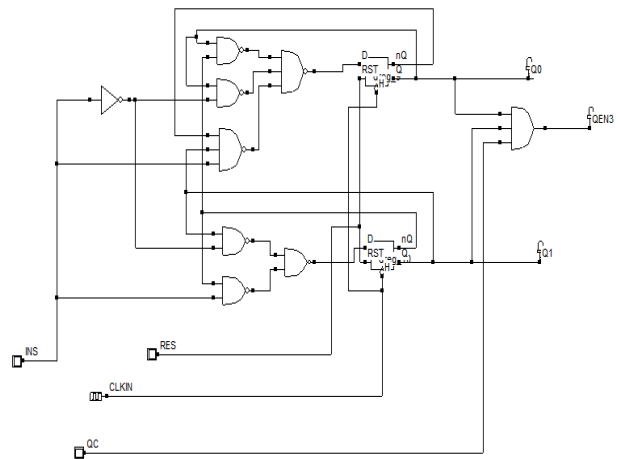 D nQ
RST Q
H
Q0
QEN3
D nQ
RST Q
H
Q1
RES
INS
CLKIN
QC